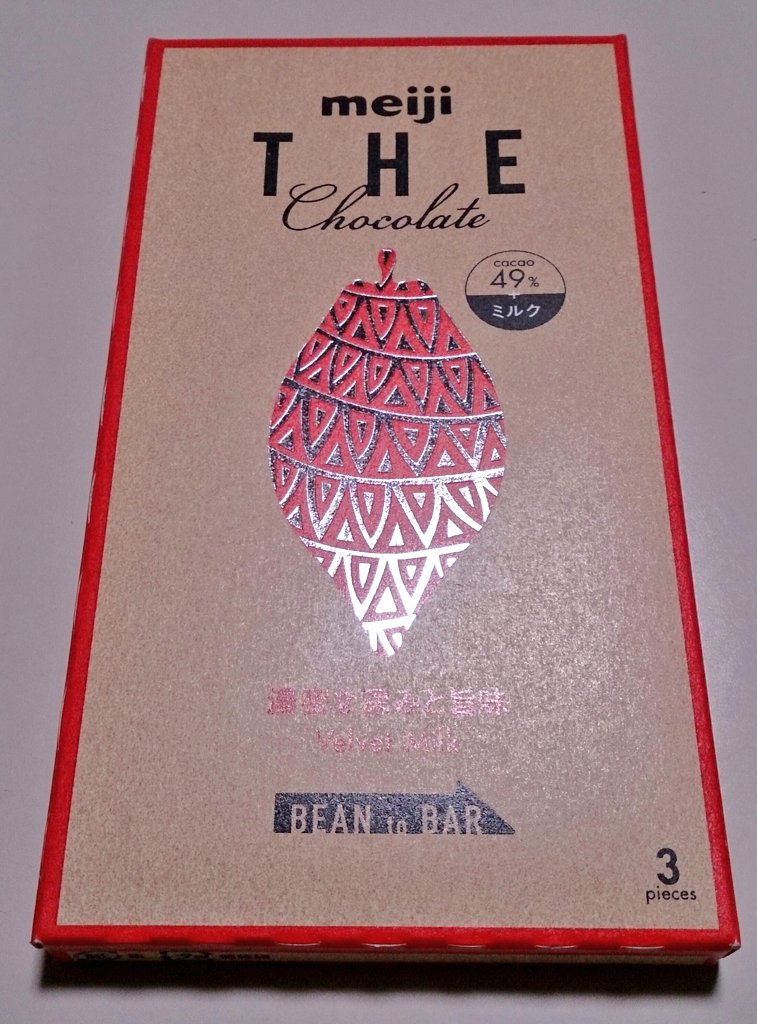 meiji
THE
Chocolate
cacao
49%
+
ミルク
濃密な深みと旨味
Velvet Milk
BEAN to BAR
3
pieces